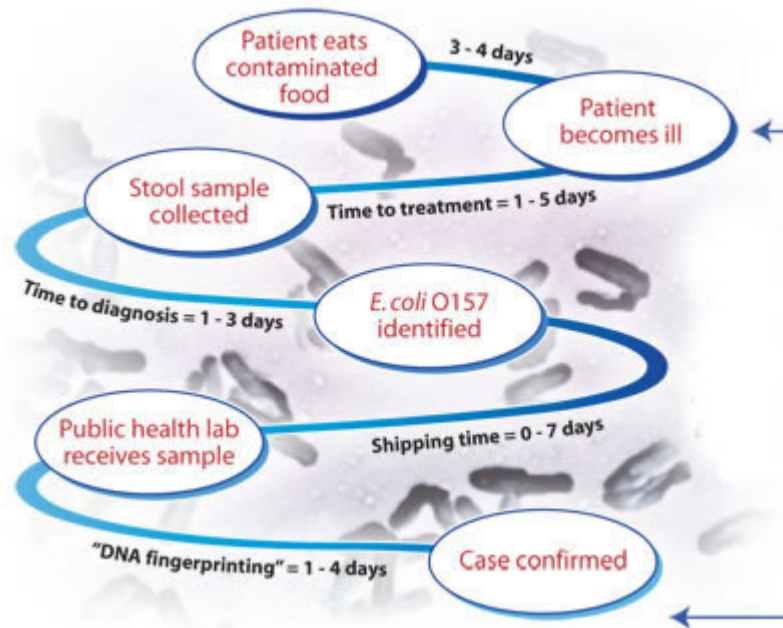 Patient eats
contaminated
food
3 - 4 days
Patient
becomes ill
Time to treatment = 1 - 5 days
Stool sample
collected
Time to diagnosis = 1 - 3 days
E. coli O157
identified
Shipping time = 0 - 7 days
Public health lab
receives sample
“DNA fingerprinting” = 1 - 4 days
Case confirmed